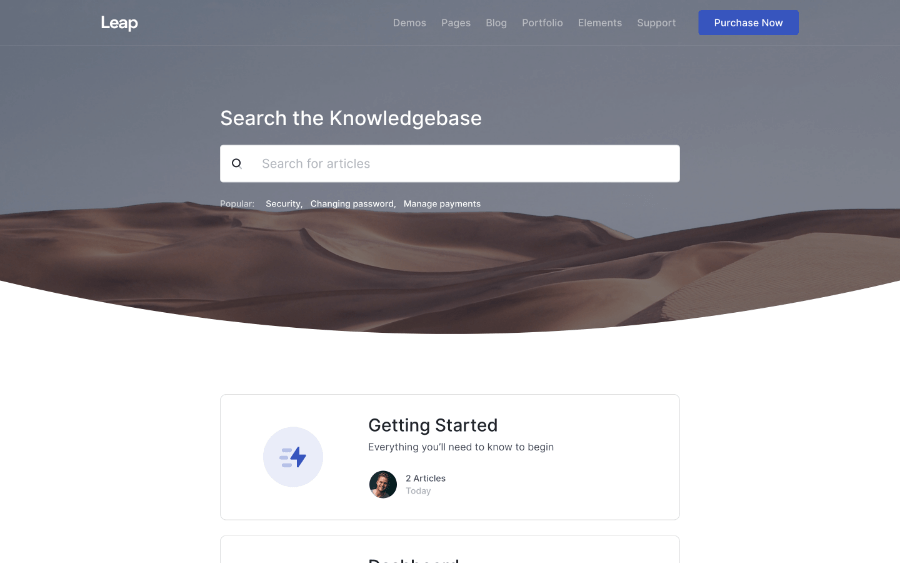 Leap
Demos Pages Blog Portfolio Elements Support Purchase Now
Search the Knowledgebase
Search for articles
Popular: Security, Changing password, Manage payments
Getting Started
Everything you'll need to know to begin
2 Articles
Today